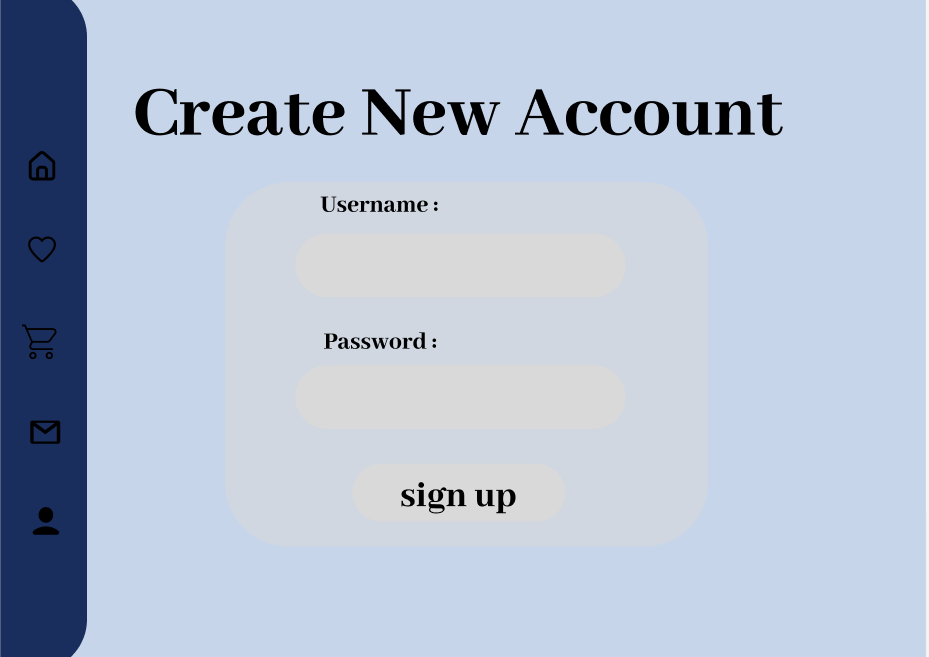 Create New Account
Username :
Password :
sign up